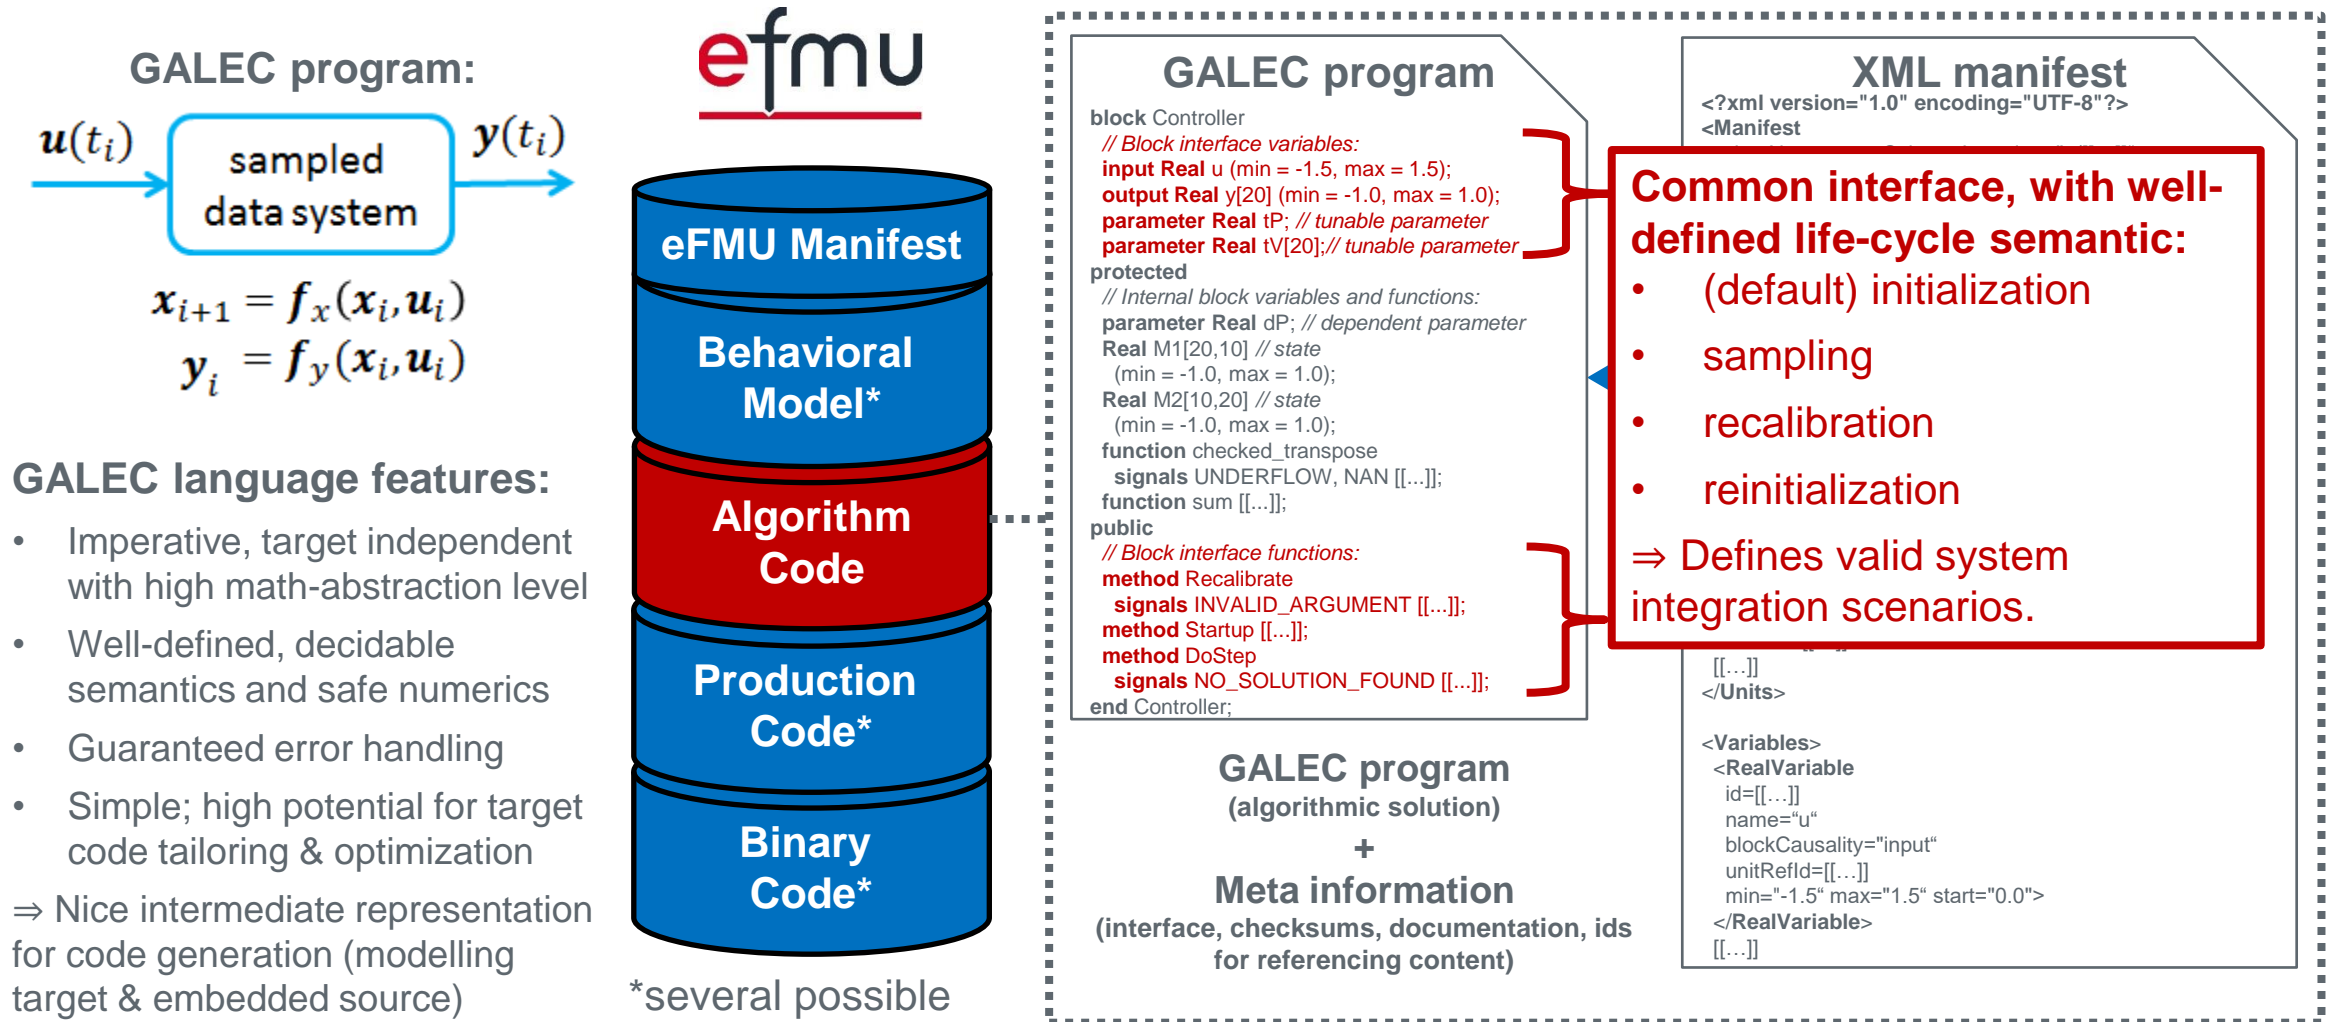 GALEC program:
u(t_i)
sampled
data system
y(t_i)
x_{i+1} = f_x(x_i, u_i)
y_i = f_y(x_i, u_i)
GALEC language features:
• Imperative, target independent
with high math-abstraction level
• Well-defined, decidable
semantics and safe numerics
• Guaranteed error handling
• Simple; high potential for target
code tailoring & optimization
⇒ Nice intermediate representation
for code generation (modelling
target & embedded source)
efmu
eFMU Manifest
Behavioral
Model*
Algorithm
Code
Production
Code*
Binary
Code*
*several possible
GALEC program
block Controller
// Block interface variables:
input Real u (min = -1.5, max = 1.5);
output Real y[20] (min = -1.0, max = 1.0);
parameter Real tP; // tunable parameter
parameter Real tV[20];// tunable parameter
protected
// Internal block variables and functions:
parameter Real dP; // dependent parameter
Real M1[20,10] // state
(min = -1.0, max = 1.0);
Real M2[10,20] // state
(min = -1.0, max = 1.0);
function checked_transpose
signals UNDERFLOW, NAN [[...]];
function sum [[...]];
public
// Block interface functions:
method Recalibrate
signals INVALID_ARGUMENT [[...]];
method Startup [[...]];
method DoStep
signals NO_SOLUTION_FOUND [[...]];
end Controller;
GALEC program
(algorithmic solution)
+
Meta information
(interface, checksums, documentation, ids
for referencing content)
XML manifest
<?xml version="1.0" encoding="UTF-8"?>
<Manifest
Common interface, with well-
defined life-cycle semantic:
• (default) initialization
• sampling
• recalibration
• reinitialization
⇒ Defines valid system
integration scenarios.
[[…]]
</Units>
<Variables>
<RealVariable
id=[[…]]
name=“u“
blockCausality="input“
unitRefId=[[…]]
min="-1.5“ max="1.5“ start="0.0">
</RealVariable>
[[…]]